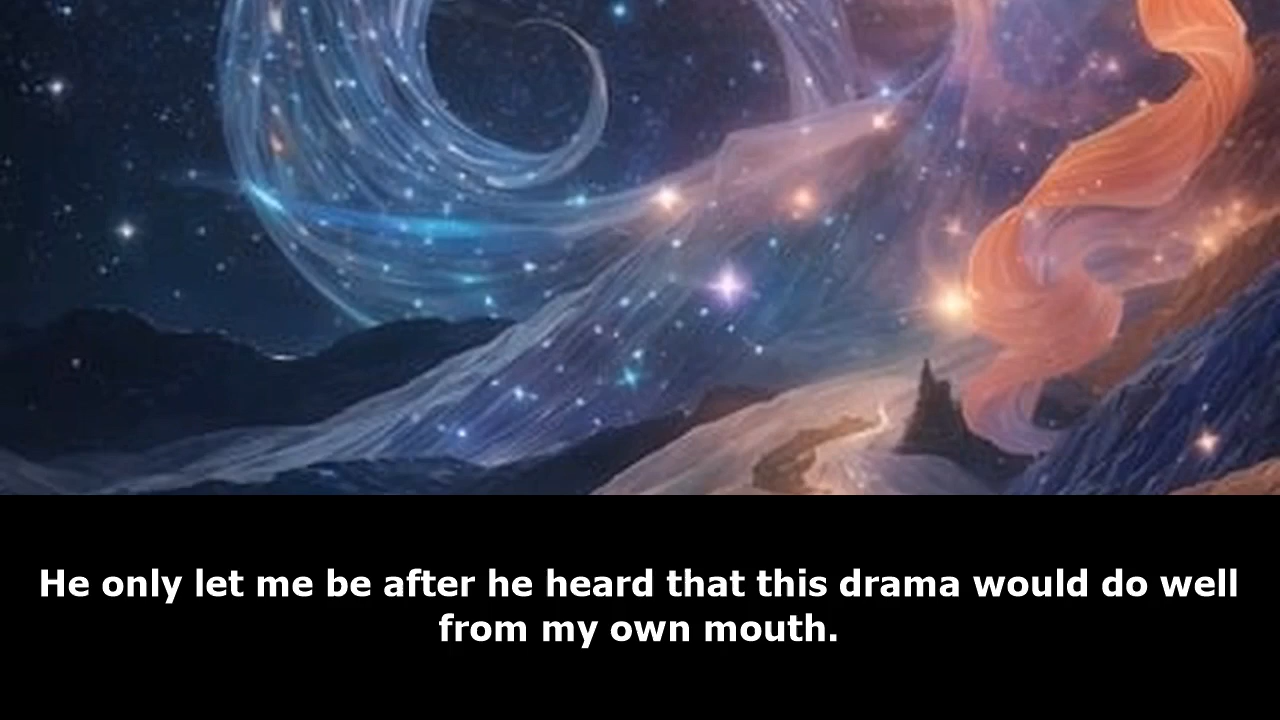 He only let me be after he heard that this drama would do well
from my own mouth.